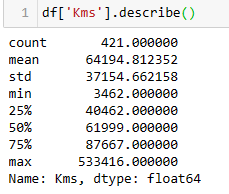 1 df['Kms'].describe()
count 421.000000
mean 64194.812352
std 37154.662158
min 3462.000000
25% 40462.000000
50% 61999.000000
75% 87667.000000
max 533416.000000
Name: Kms, dtype: float64